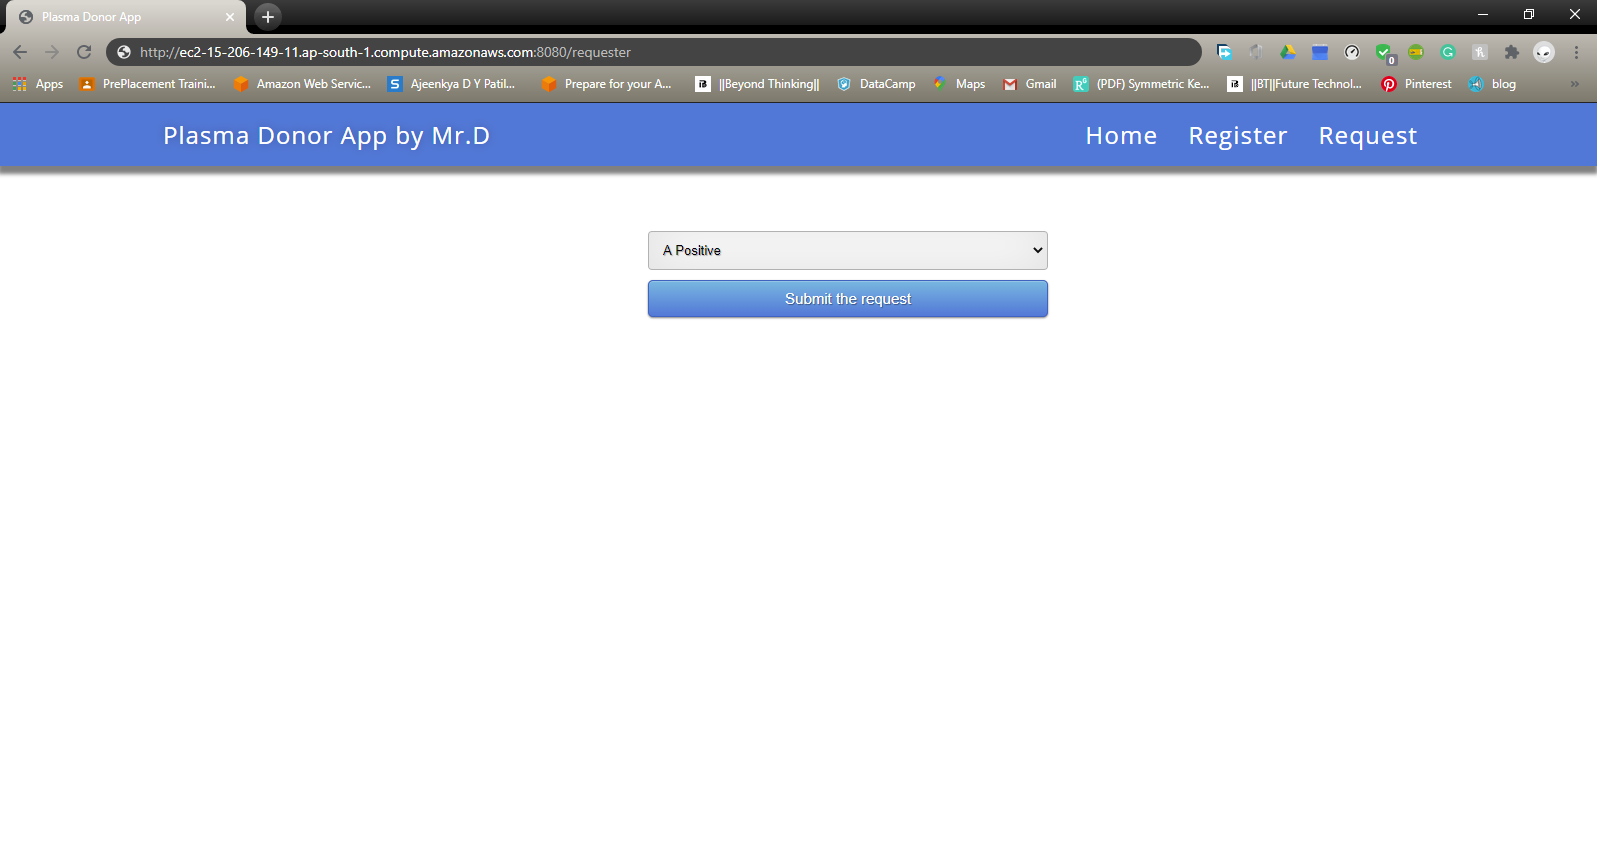 Plasma Donor App
http://ec2-15-206-149-11.ap-south-1.compute.amazonaws.com:8080/requester
0
Apps PrePlacement Traini... Amazon Web Servic... Ajeenkya D Y Patil... Prepare for your A... ||Beyond Thinking|| DataCamp Maps Gmail (PDF) Symmetric Ke... ||BT||Future Technol... Pinterest blog
Plasma Donor App by Mr.D Home Register Request
A Positive
Submit the request